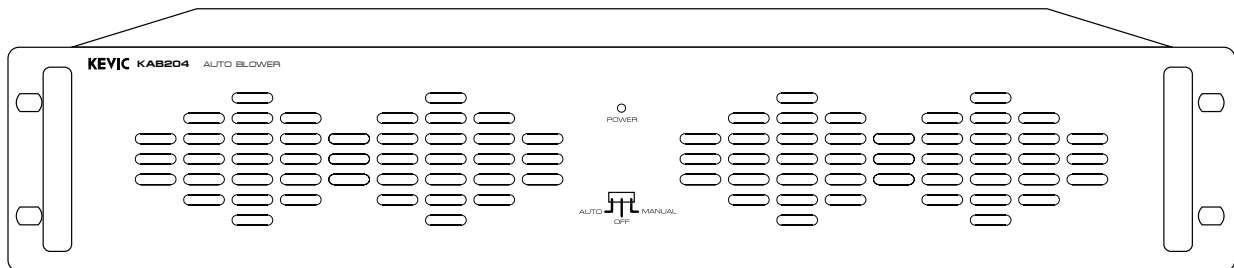 KEVIC KAB204 AUTO BLOWER
POWER
AUTO MANUAL
OFF